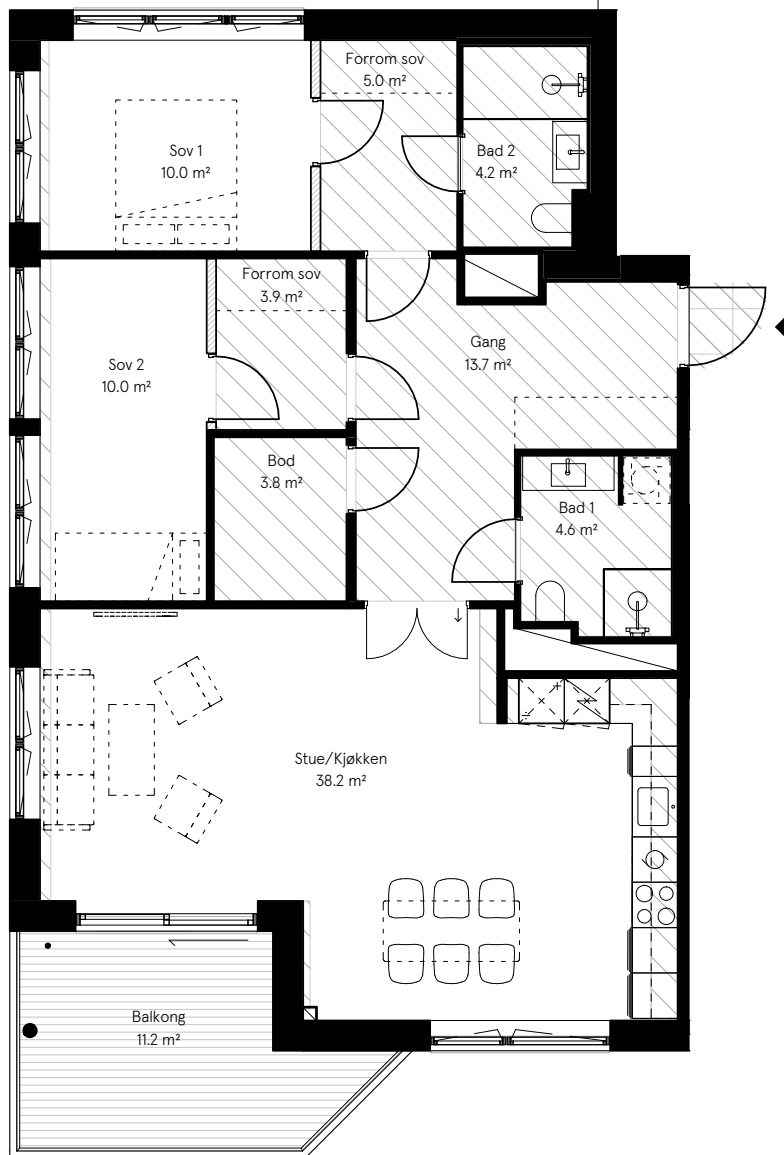 Forrom sov
5.0 m²
Sov 1
10.0 m²
Bad 2
4.2 m²
Forrom sov
3.9 m²
Gang
13.7 m²
Sov 2
10.0 m²
Bod
3.8 m²
Bad 1
4.6 m²
Stue/Kjøkken
38.2 m²
Balkong
11.2 m²